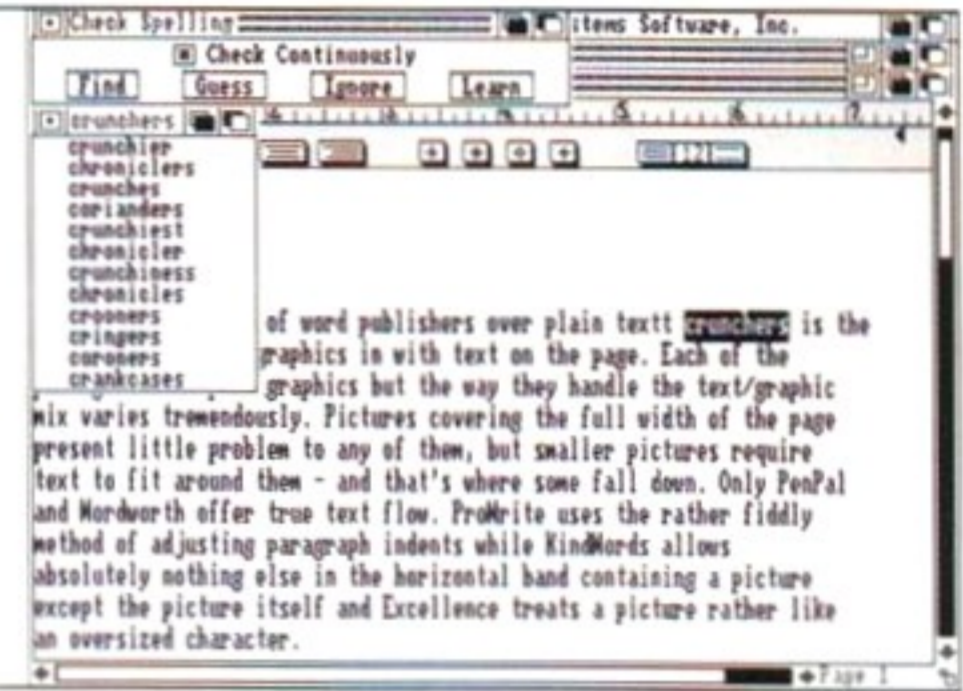 Check Spelling
items Software, Inc.
Check Continuously
Find Guess Ignore Learn
crunchers
4 5 6 7
crunchier
chroniclers
crunches
corianders
crunchiest
chronicler
crunchiness
chronicles
crooners
cringers
coroners
crankcases
12
of word publishers over plain textt crunchers is the
graphics in with text on the page. Each of the
graphics but the way they handle the text/graphic
mix varies tremendously. Pictures covering the full width of the page
present little problem to any of them, but smaller pictures require
text to fit around them - and that's where some fall down. Only PenPal
and Wordworth offer true text flow. ProWrite uses the rather fiddly
method of adjusting paragraph indents while KindWords allows
absolutely nothing else in the horizontal band containing a picture
except the picture itself and Excellence treats a picture rather like
an oversized character.
Page 1